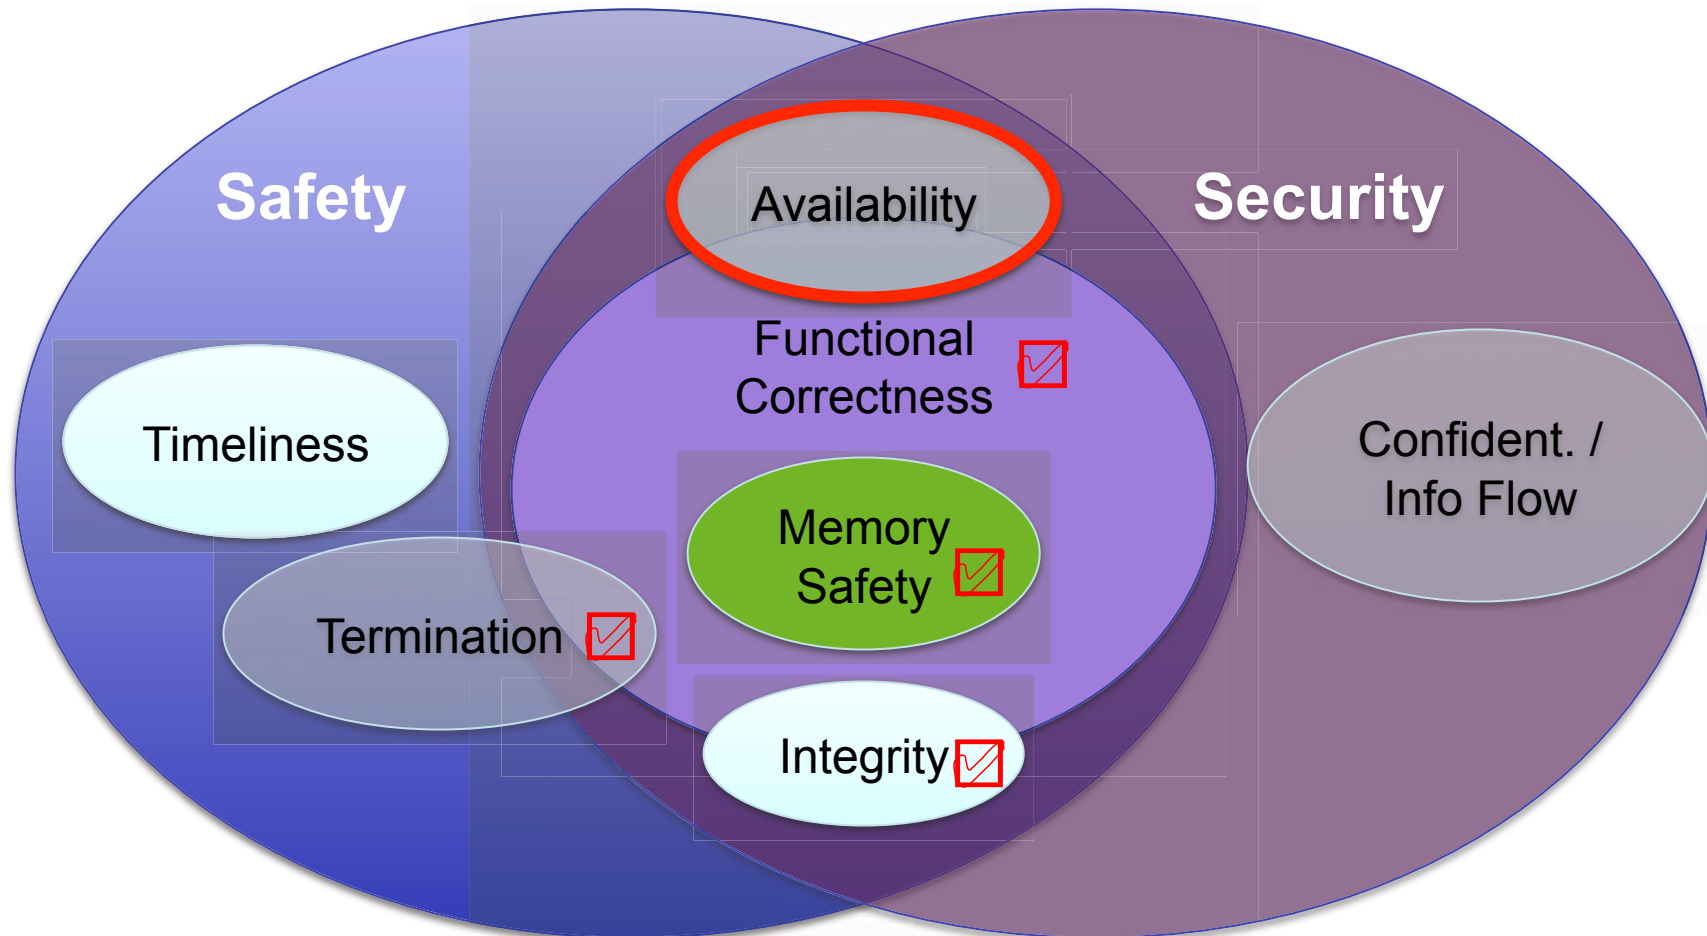 Safety
Security
Availability
Functional
Correctness
Timeliness
Confident. /
Info Flow
Memory
Safety
Termination
Integrity